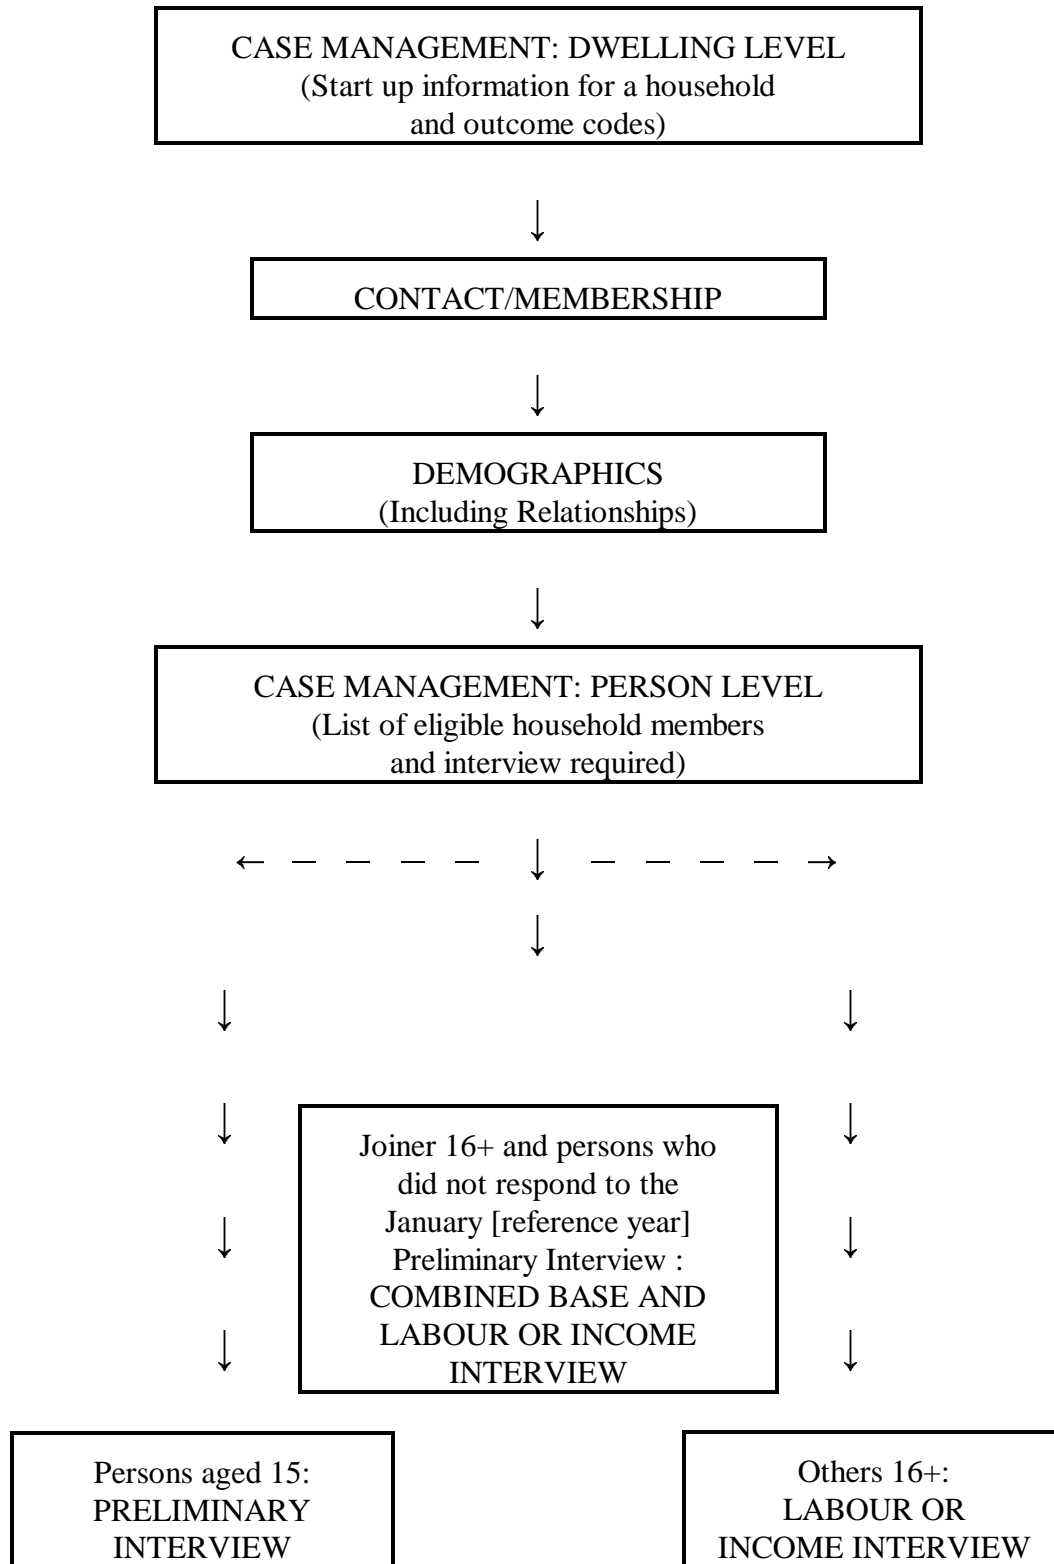 CASE MANAGEMENT: DWELLING LEVEL
(Start up information for a household
and outcome codes)
↓
CONTACT/MEMBERSHIP
↓
DEMOGRAPHICS
(Including Relationships)
↓
CASE MANAGEMENT: PERSON LEVEL
(List of eligible household members
and interview required)
Joiner 16+ and persons who
did not respond to the
January [reference year]
Preliminary Interview :
COMBINED BASE AND
LABOUR OR INCOME
INTERVIEW
Persons aged 15:
PRELIMINARY
INTERVIEW
Others 16+:
LABOUR OR
INCOME INTERVIEW